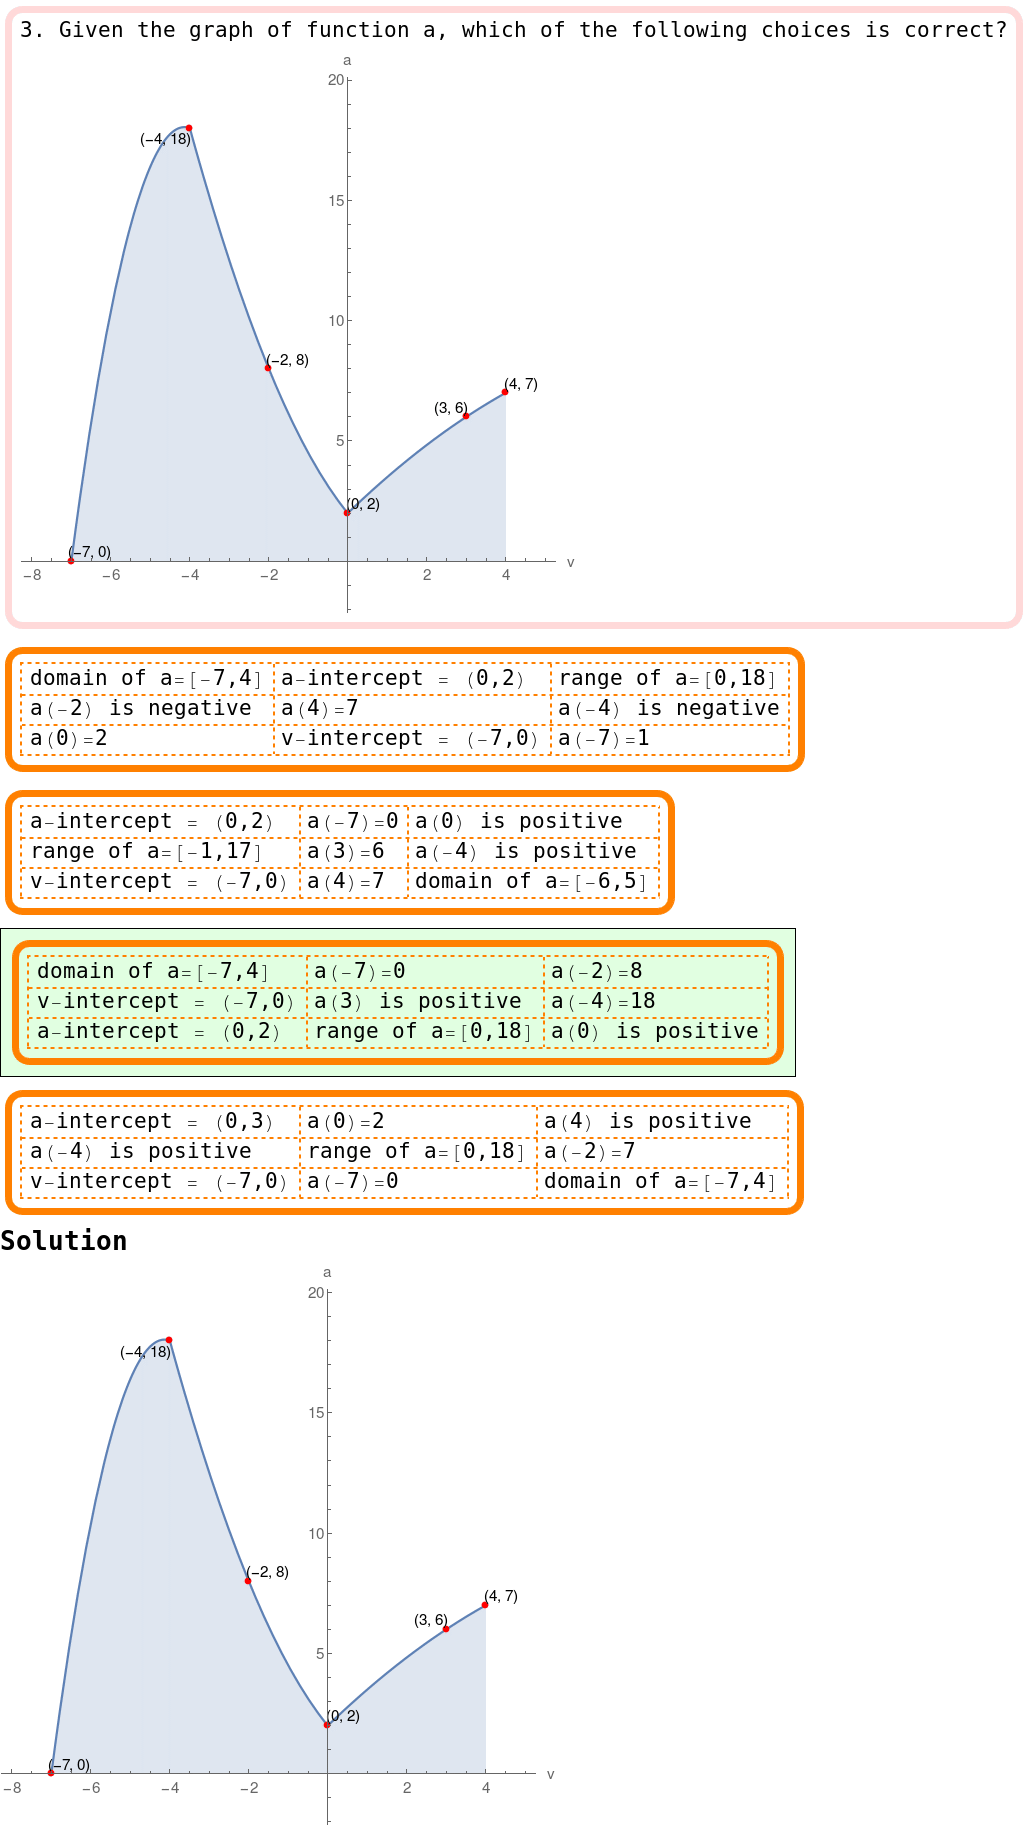 3. Given the graph of function a, which of the following choices is correct?
a
20
(−4, 18)
15
10
(−2, 8)
(4, 7)
(3, 6)
5
(0, 2)
(−7, 0)
v
−8 −6 −4 −2 2 4
domain of a=[-7,4] a-intercept = (0,2) range of a=[0,18]
a(-2) is negative a(4)=7 a(-4) is negative
a(0)=2 v-intercept = (-7,0) a(-7)=1
a-intercept = (0,2) a(-7)=0 a(0) is positive
range of a=[-1,17] a(3)=6 a(-4) is positive
v-intercept = (-7,0) a(4)=7 domain of a=[-6,5]
domain of a=[-7,4] a(-7)=0 a(-2)=8
v-intercept = (-7,0) a(3) is positive a(-4)=18
a-intercept = (0,2) range of a=[0,18] a(0) is positive
a-intercept = (0,3) a(0)=2 a(4) is positive
a(-4) is positive range of a=[0,18] a(-2)=7
v-intercept = (-7,0) a(-7)=0 domain of a=[-7,4]
Solution
a
20
(−4, 18)
15
10
(−2, 8)
(4, 7)
(3, 6)
5
(0, 2)
(−7, 0)
v
−8 −6 −4 −2 2 4